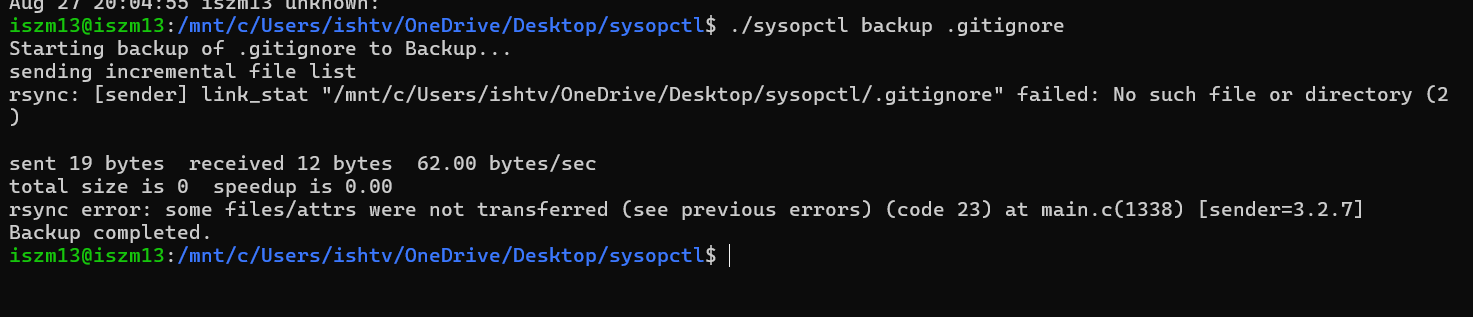 Aug 27 20:04:55 iszm13 unknown:
iszm13@iszm13:/mnt/c/Users/ishtv/OneDrive/Desktop/sysopctl$ ./sysopctl backup .gitignore
Starting backup of .gitignore to Backup...
sending incremental file list
rsync: [sender] link_stat "/mnt/c/Users/ishtv/OneDrive/Desktop/sysopctl/.gitignore" failed: No such file or directory (2
)
sent 19 bytes  received 12 bytes  62.00 bytes/sec
total size is 0  speedup is 0.00
rsync error: some files/attrs were not transferred (see previous errors) (code 23) at main.c(1338) [sender=3.2.7]
Backup completed.
iszm13@iszm13:/mnt/c/Users/ishtv/OneDrive/Desktop/sysopctl$